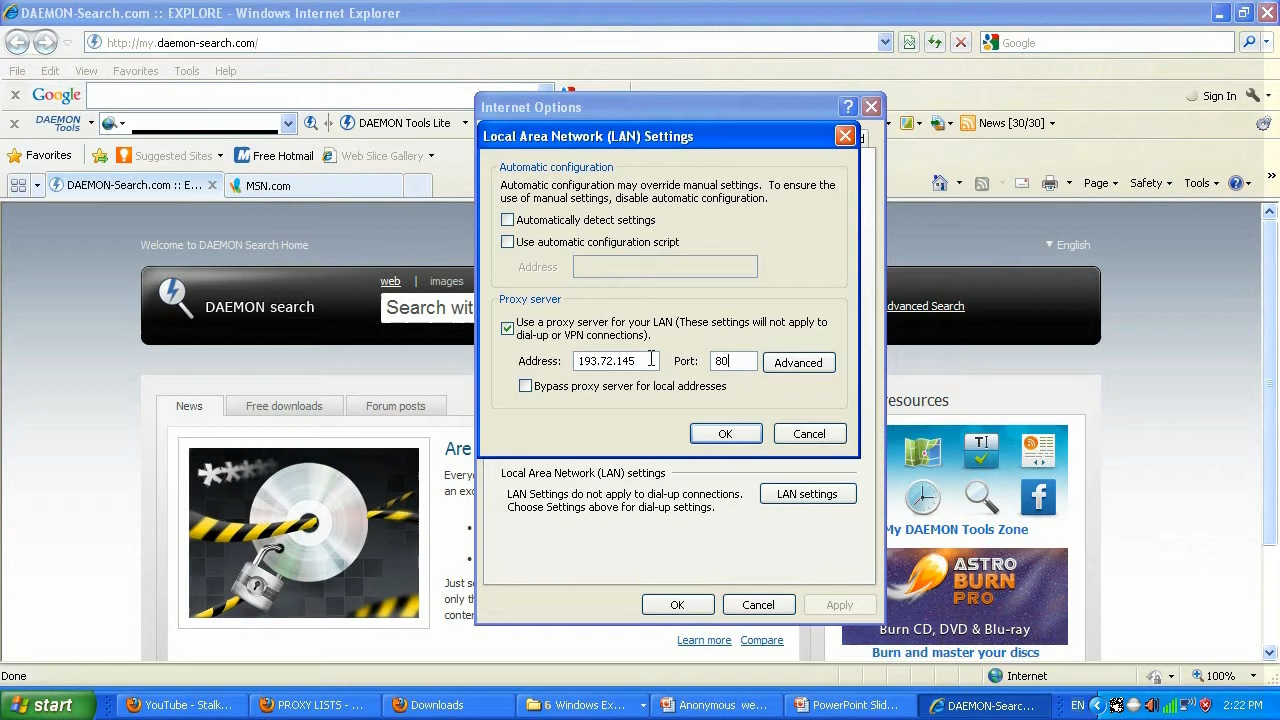 DAEMON-Search.com :: EXPLORE - Windows Internet Explorer
http://my.daemon-search.com/
Google
File Edit View Favorites Tools Help
Google
Sign In
DAEMON Tools
DAEMON Tools Lite
News [30/30]
Favorites
Suggested Sites
Free Hotmail
Web Slice Gallery
DAEMON-Search.com :: E...
MSN.com
Page
Safety
Tools
»
Internet Options
Local Area Network (LAN) Settings
Automatic configuration
Automatic configuration may override manual settings. To ensure the
use of manual settings, disable automatic configuration.
Automatically detect settings
Use automatic configuration script
Address
Proxy server
Use a proxy server for your LAN (These settings will not apply to
dial-up or VPN connections).
Address: 193.72.145 Port: 80 Advanced
Bypass proxy server for local addresses
OK Cancel
Local Area Network (LAN) settings
LAN Settings do not apply to dial-up connections.
Choose Settings above for dial-up settings.
LAN settings
OK Cancel Apply
Welcome to DAEMON Search Home
English
web | images
DAEMON search
Search wit
dvanced Search
News
Free downloads
Forum posts
Are
Everyo
an exc
Just s
only th
conter
Learn more Compare
esources
My DAEMON Tools Zone
ASTRO
BURN
PRO
Burn CD, DVD & Blu-ray
Burn and master your discs
Done
Internet
100%
start
YouTube - Stalk...
PROXY LISTS - ...
Downloads
6 Windows Ex...
Anonymous we...
PowerPoint Slid...
DAEMON-Searc...
EN
2:22 PM